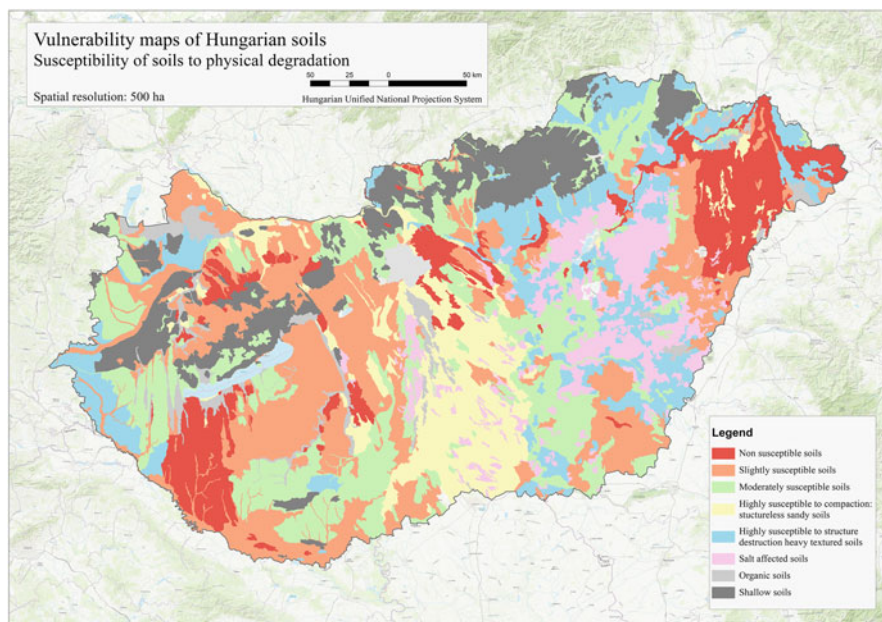 Vulnerability maps of Hungarian soils
Susceptibility of soils to physical degradation
50 25 0 50 km
Spatial resolution: 500 ha
Hungarian Unified National Projection System
Legend
Non susceptible soils
Slightly susceptible soils
Moderately susceptible soils
Highly susceptible to compaction:
stuctureless sandy soils
Highly susceptible to structure
destruction heavy textured soils
Salt affected soils
Organic soils
Shallow soils